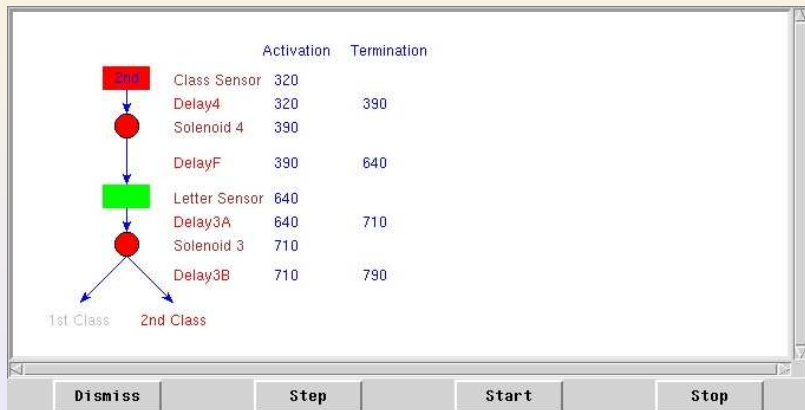 Activation Termination
2nd Class Sensor 320
Delay4 320 390
Solenoid 4 390
DelayF 390 640
Letter Sensor 640
Delay3A 640 710
Solenoid 3 710
Delay3B 710 790
1st Class 2nd Class
Dismiss Step Start Stop